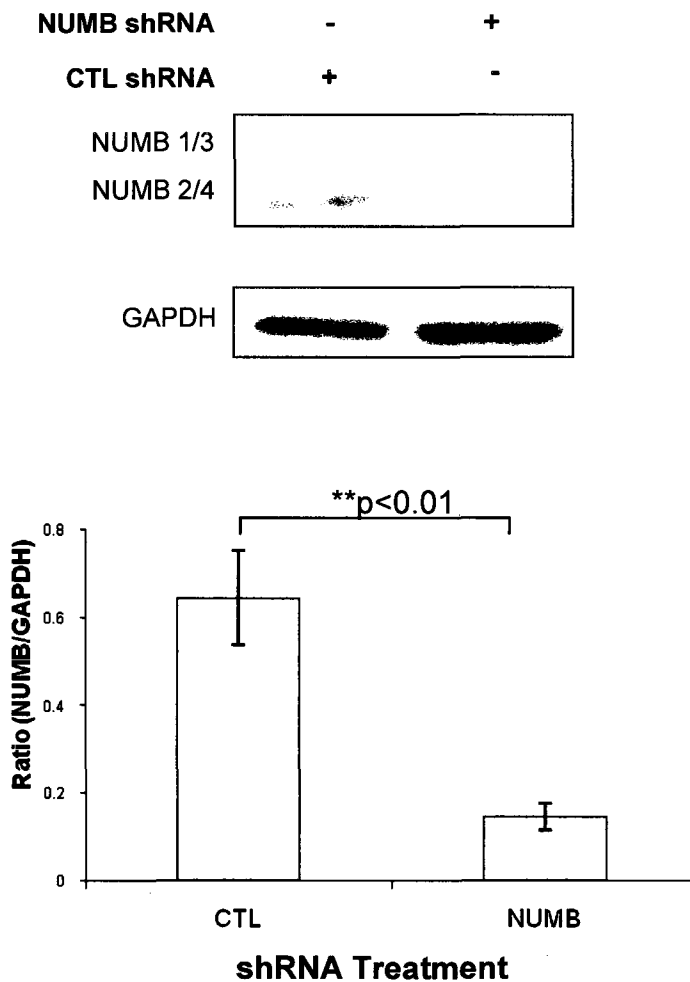 NUMB shRNA - +
CTL shRNA + -
NUMB 1/3
NUMB 2/4
GAPDH
**p<0.01
Ratio (NUMB/GAPDH)
0.8
0.6
0.4
0.2
0
CTL NUMB
shRNA Treatment